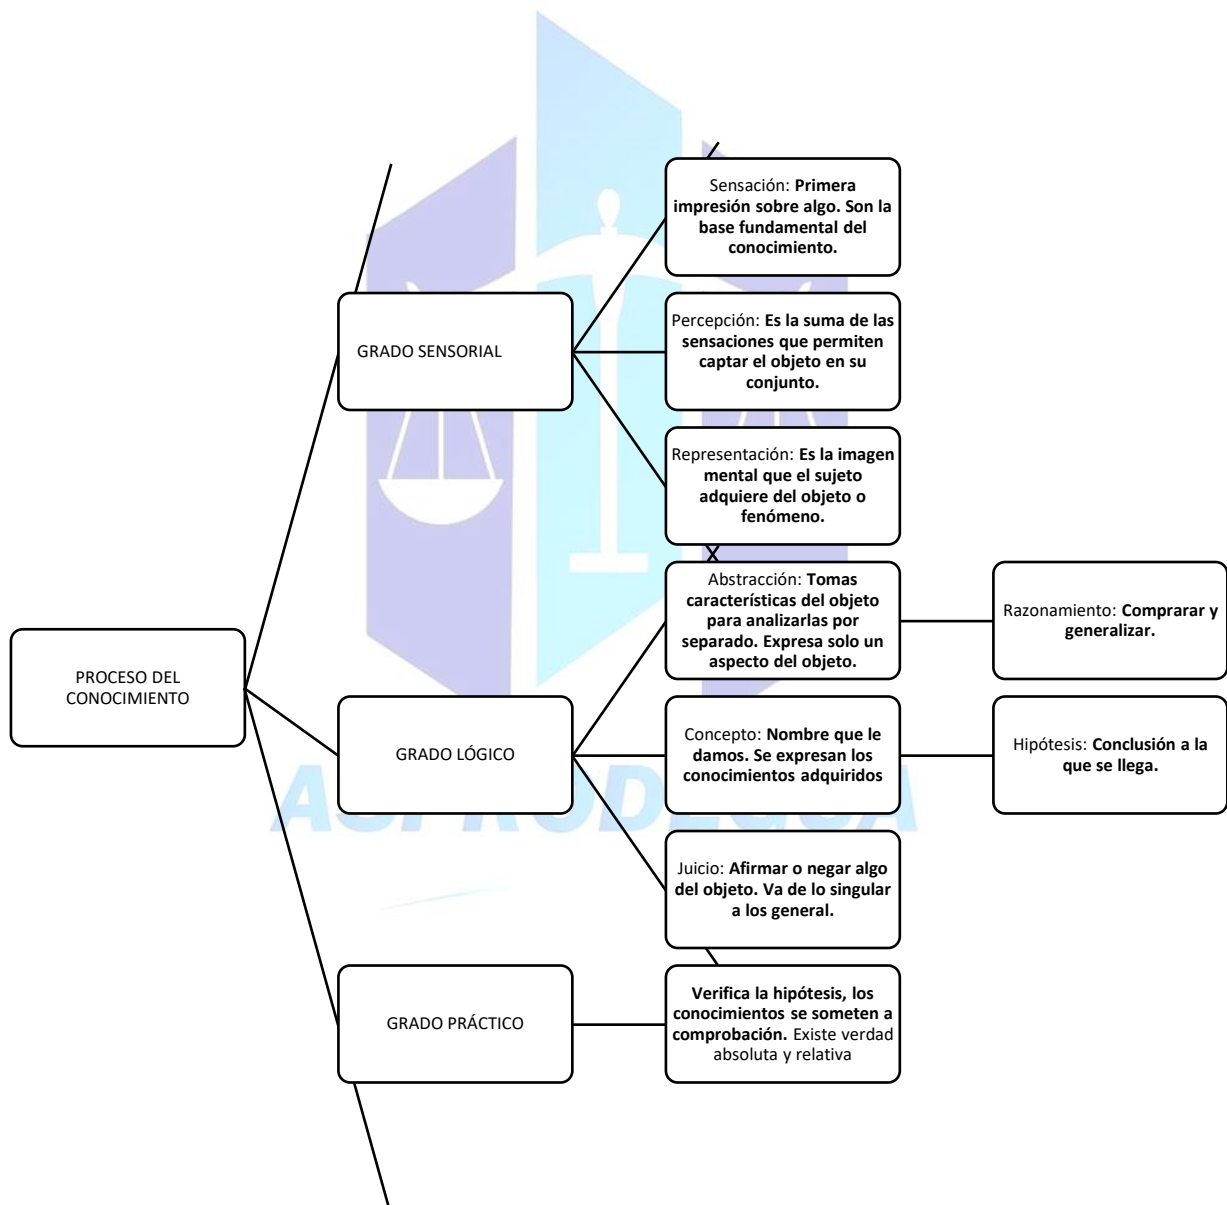 PROCESO DEL
CONOCIMIENTO
GRADO SENSORIAL
Sensación: Primera
impresión sobre algo. Son la
base fundamental del
conocimiento.
Percepción: Es la suma de las
sensaciones que permiten
captar el objeto en su
conjunto.
Representación: Es la imagen
mental que el sujeto
adquiere del objeto o
fenómeno.
GRADO LÓGICO
Abstracción: Tomas
características del objeto
para analizarlas por
separado. Expresa solo un
aspecto del objeto.
Razonamiento: Comprarar y
generalizar.
Concepto: Nombre que le
damos. Se expresan los
conocimientos adquiridos
Hipótesis: Conclusión a la
que se llega.
Juicio: Afirmar o negar algo
del objeto. Va de lo singular
a los general.
GRADO PRÁCTICO
Verifica la hipótesis, los
conocimientos se someten a
comprobación. Existe verdad
absoluta y relativa
ASPRODEGUA